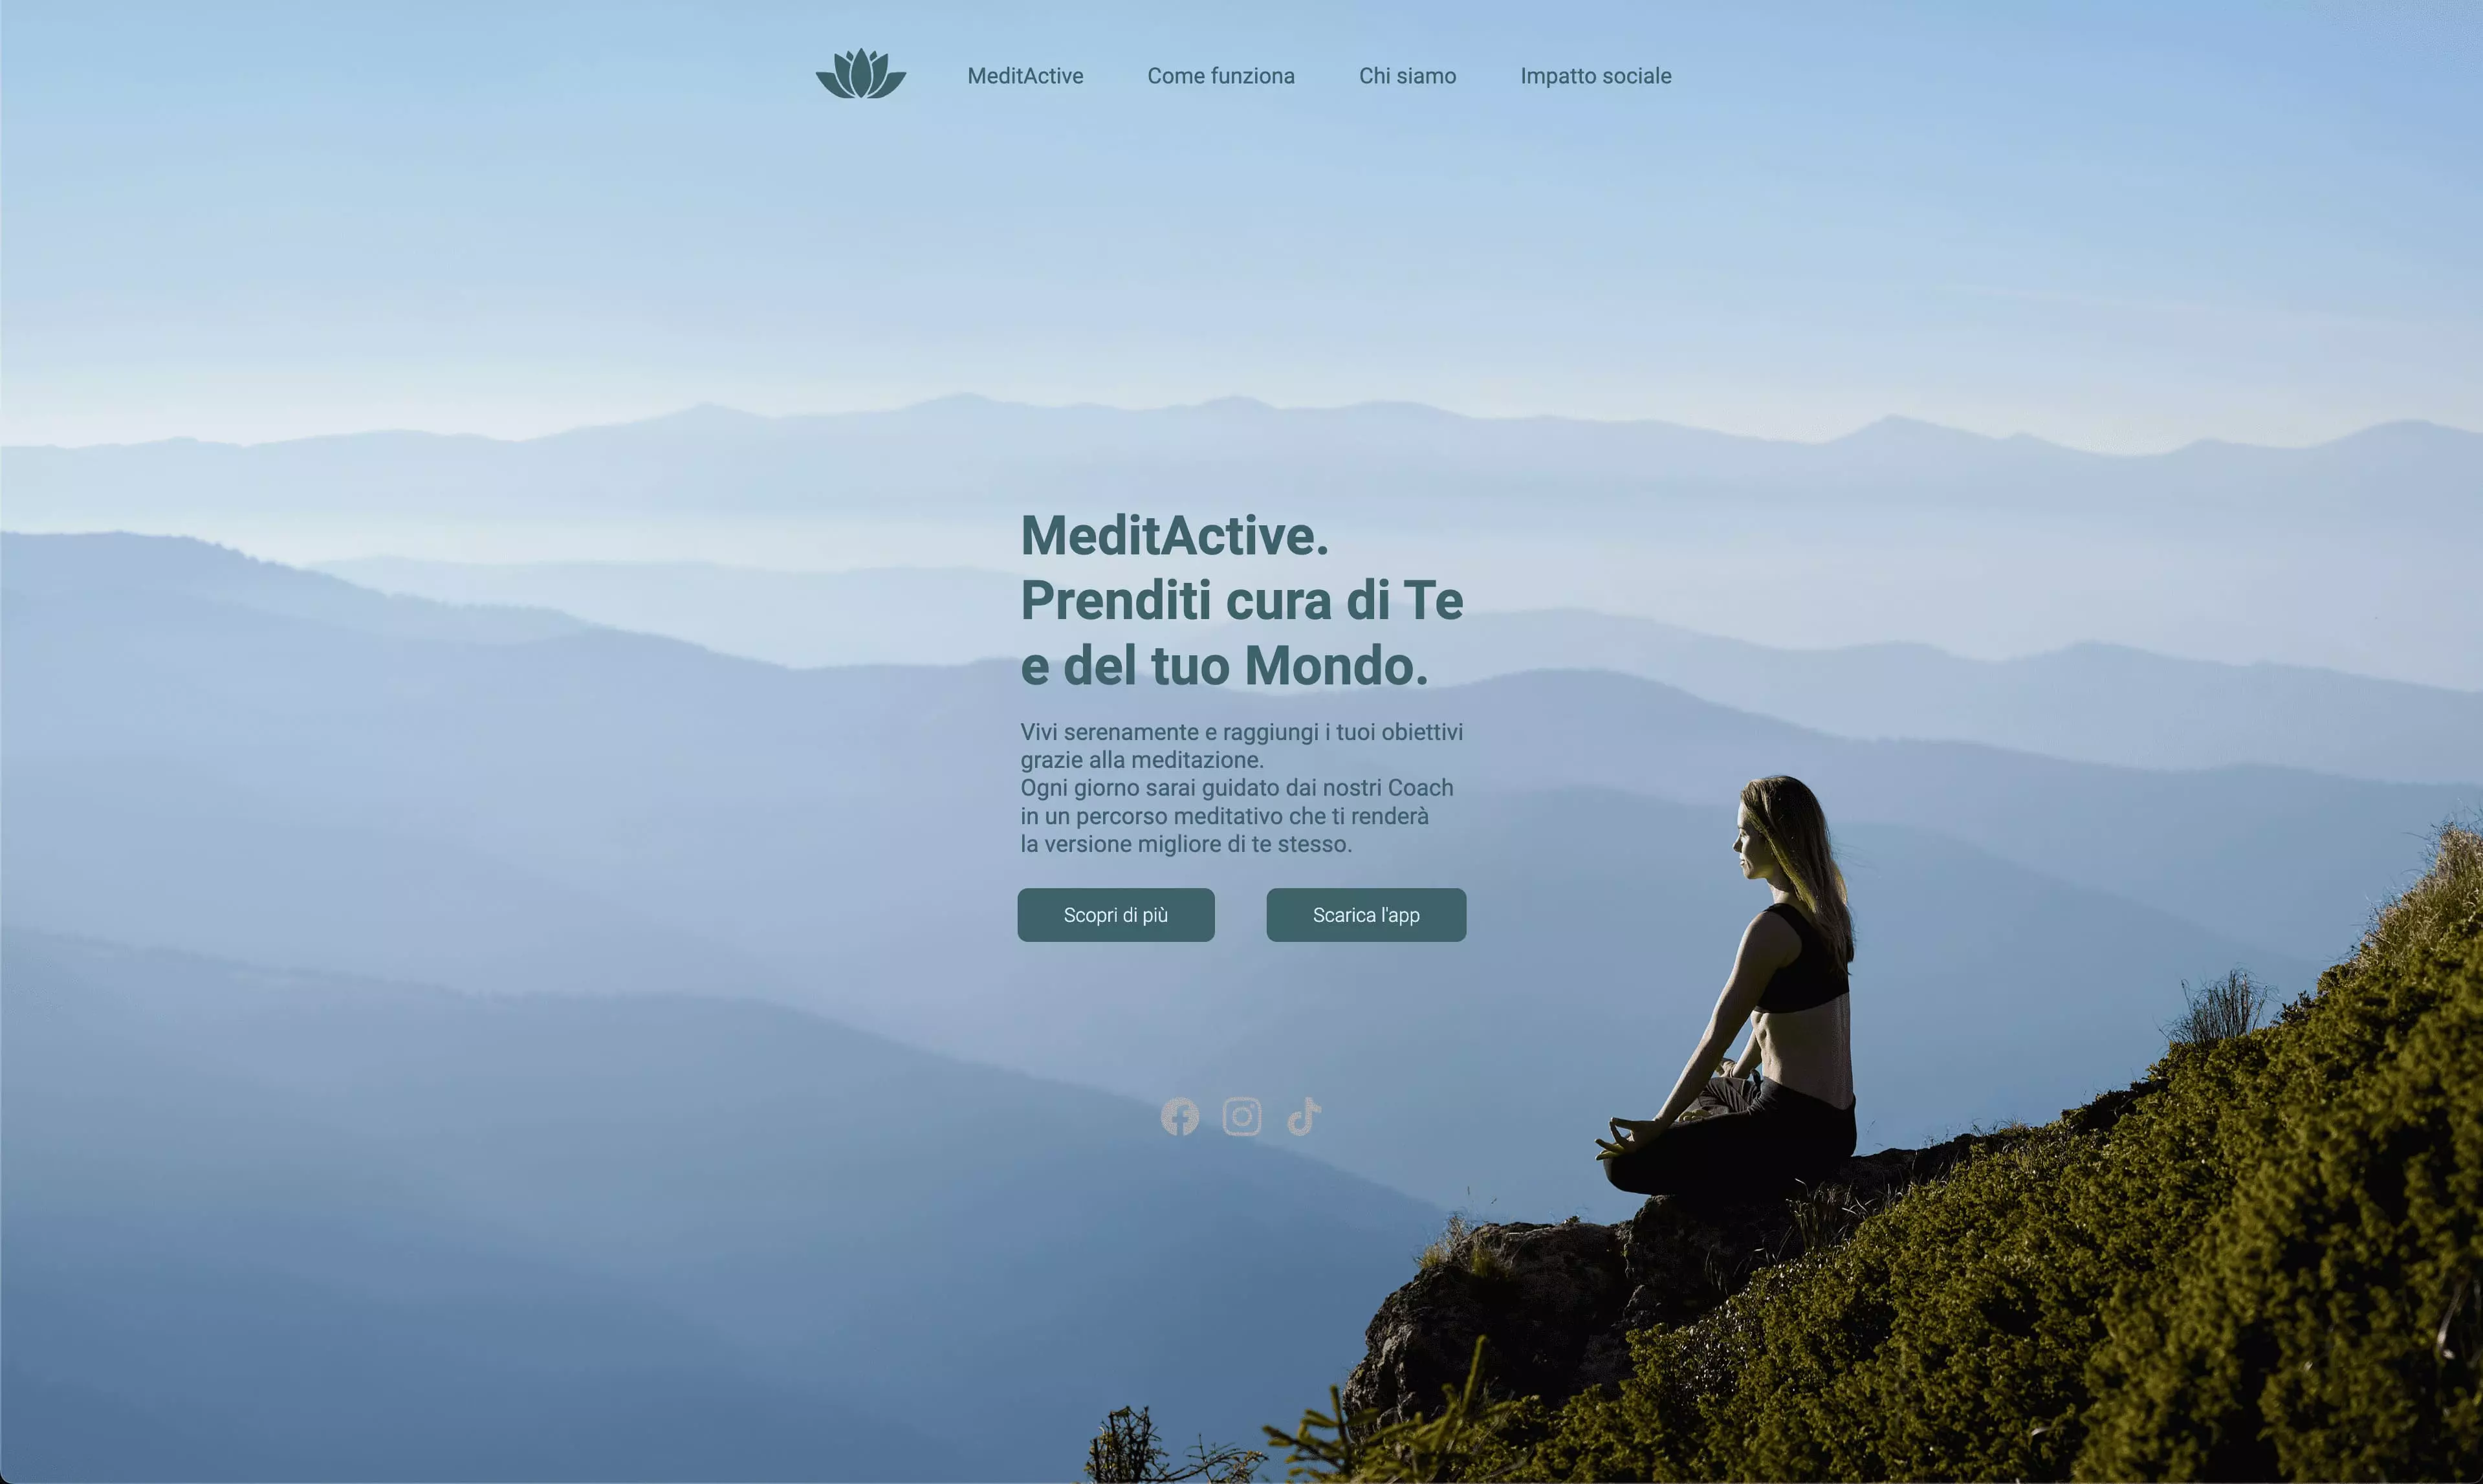 MeditActive
Come funziona
Chi siamo
Impatto sociale
MeditActive.
Prenditi cura di Te
e del tuo Mondo.
Vivi serenamente e raggiungi i tuoi obiettivi
grazie alla meditazione.
Ogni giorno sarai guidato dai nostri Coach
in un percorso meditativo che ti renderà
la versione migliore di te stesso.
Scopri di più
Scarica l'app